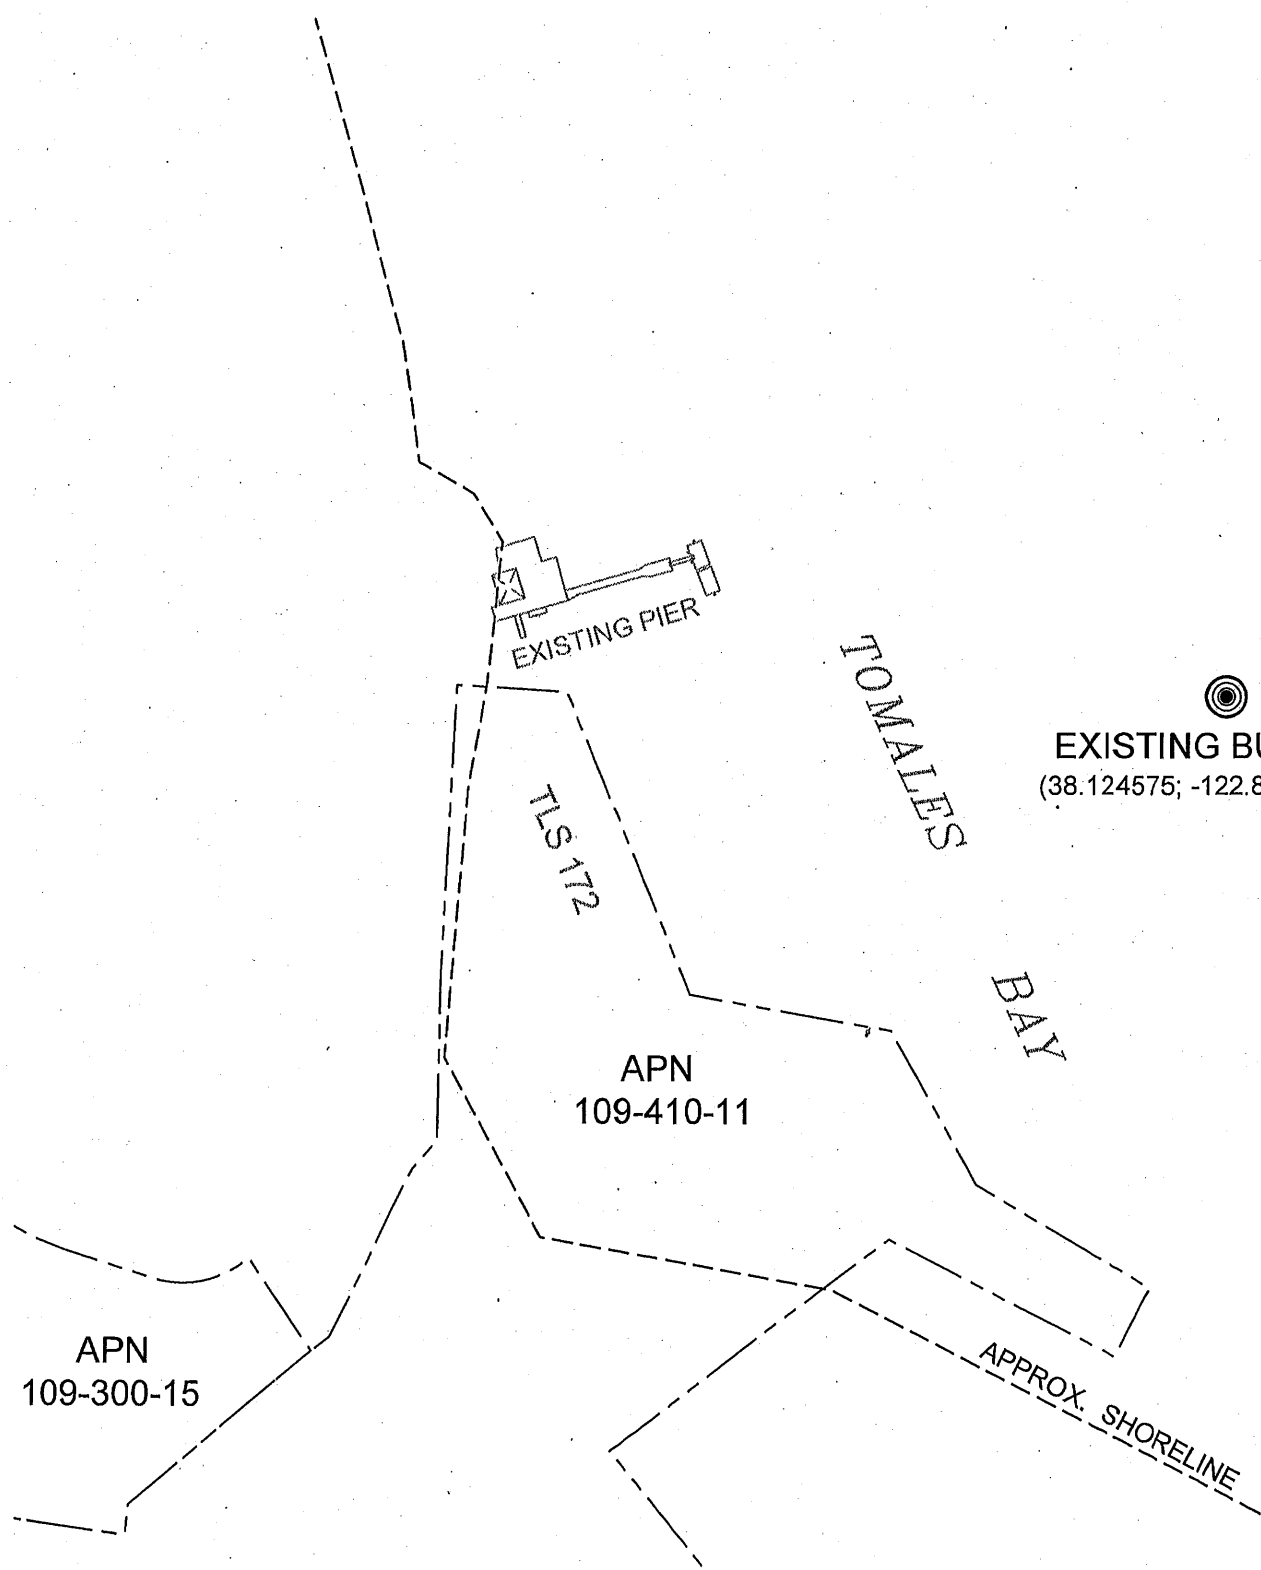 EXISTING PIER
TOMALES
BAY
EXISTING
(38.124575; -122.8
TLS 172
APN
109-410-11
APN
109-300-15
APPROX. SHORELINE